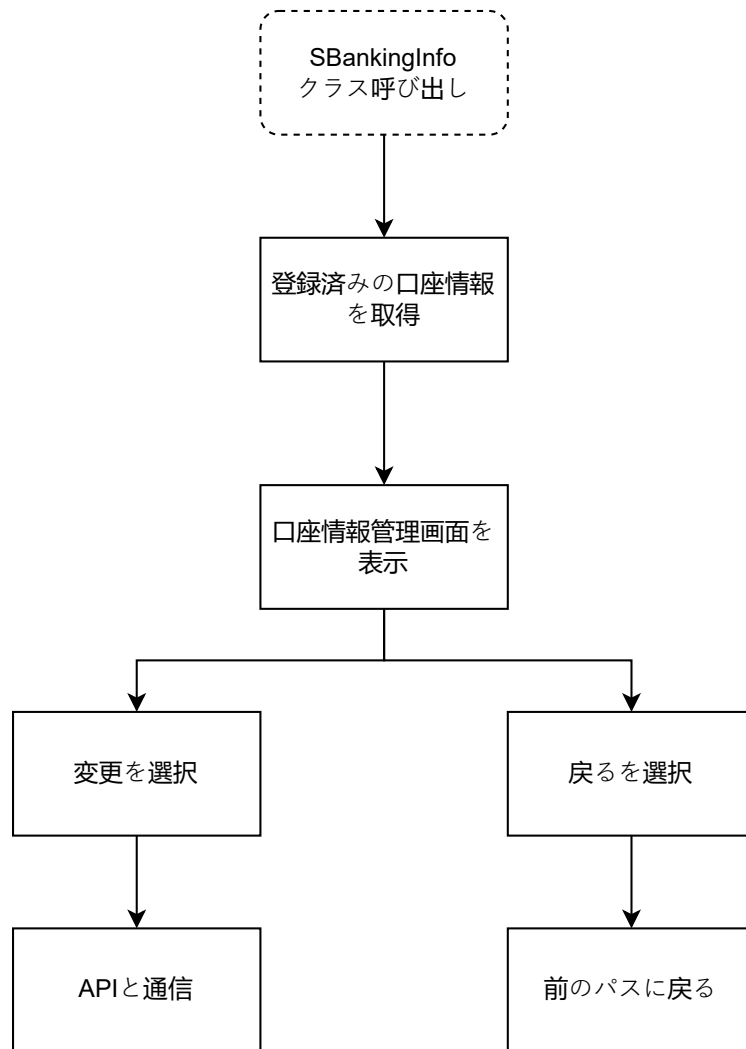 SBankingInfo
クラス呼び出し
登録済みの口座情報
を取得
口座情報管理画面を
表示
変更を選択
戻るを選択
APIと通信
前のパスに戻る